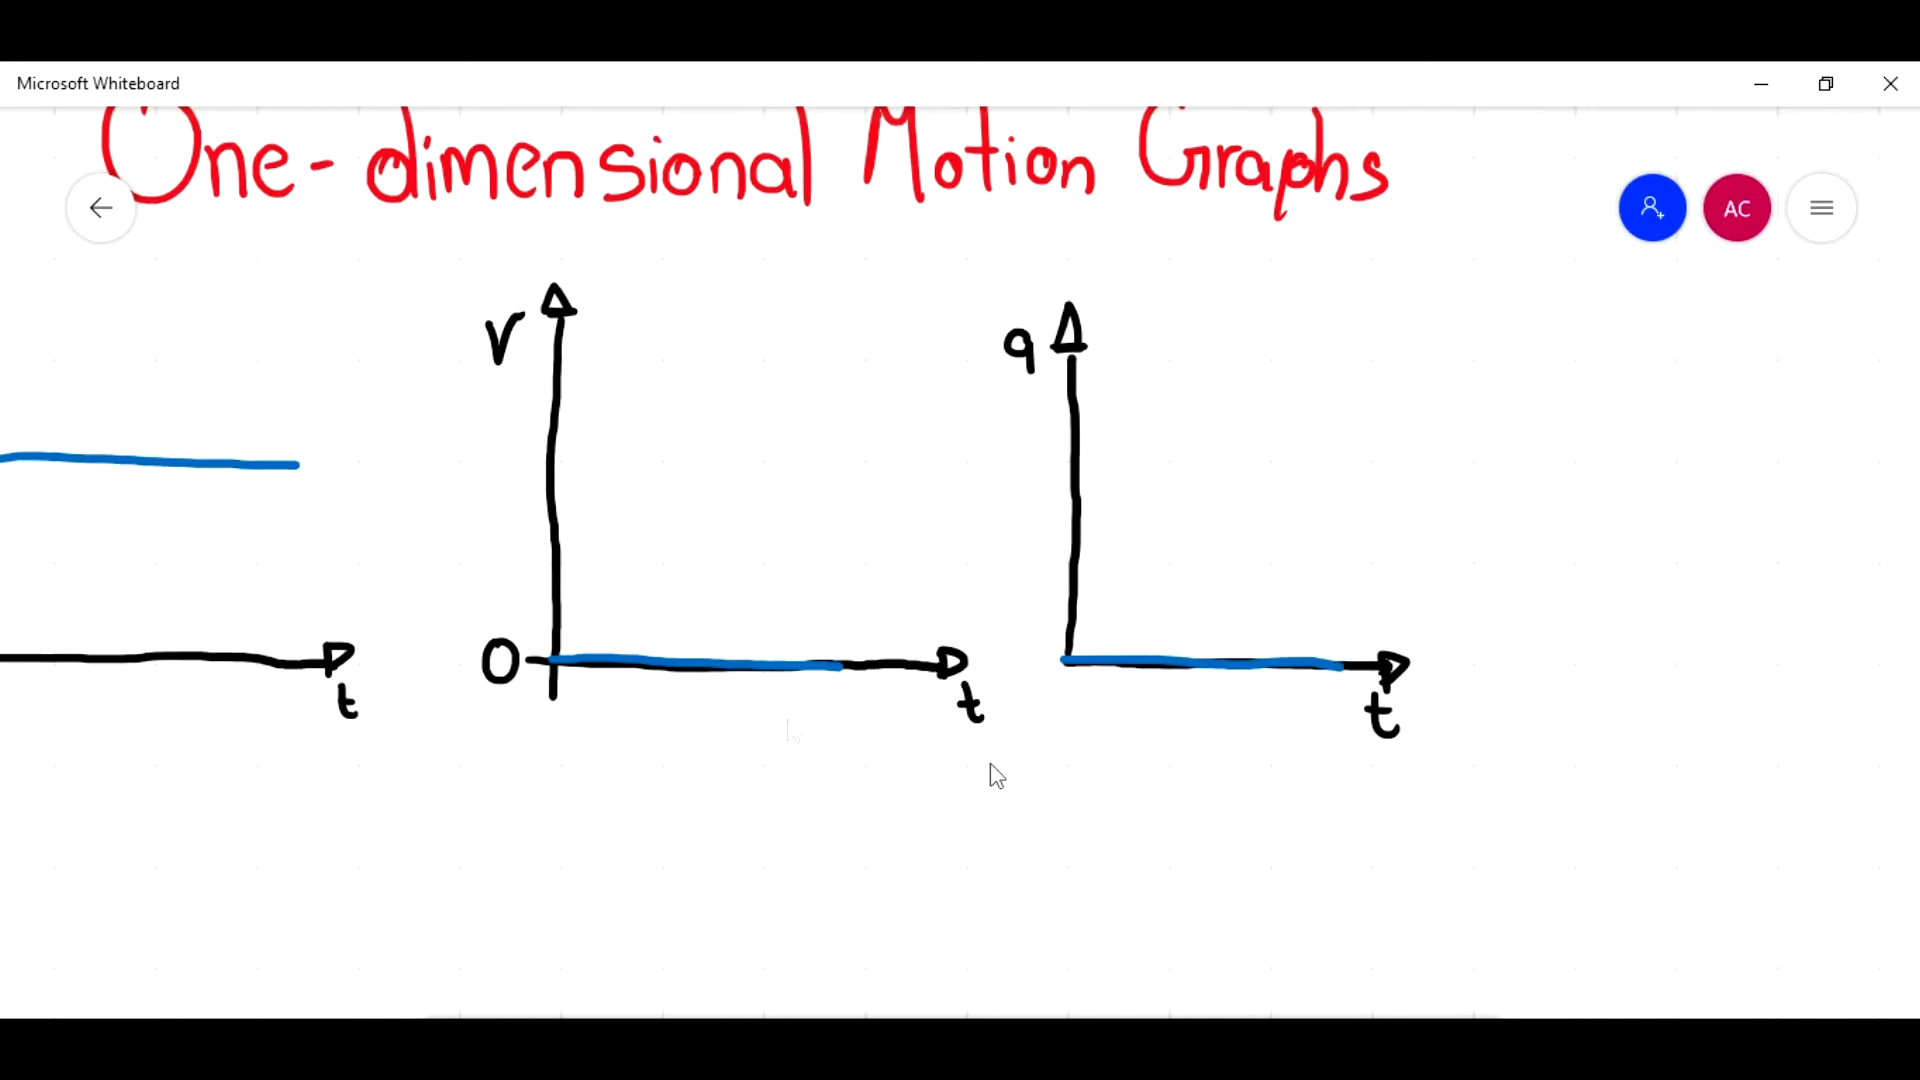 Microsoft Whiteboard
One-dimensional Motion Graphs
AC
v
a
0
t
t
t